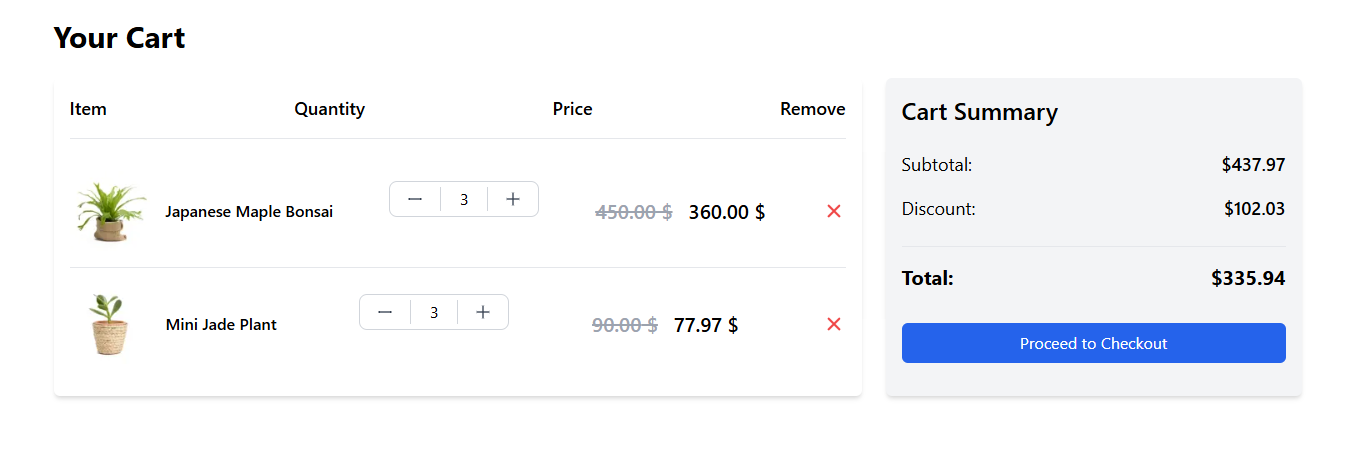 Your Cart
Item Quantity Price Remove
Japanese Maple Bonsai 3 450.00 $ 360.00 $
Mini Jade Plant 3 90.00 $ 77.97 $
Cart Summary
Subtotal: $437.97
Discount: $102.03
Total: $335.94
Proceed to Checkout